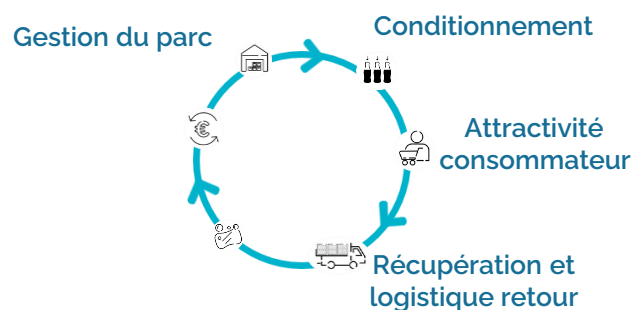 Gestion du parc
Conditionnement
Attractivité
consommateur
Récupération et
logistique retour
€